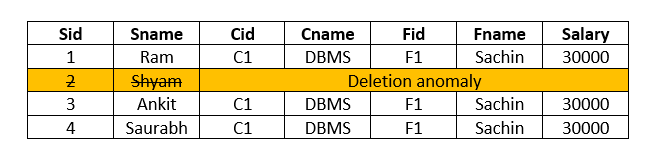 Sid Sname Cid Cname Fid Fname Salary
1 Ram C1 DBMS F1 Sachin 30000
2 Shyam Deletion anomaly
3 Ankit C1 DBMS F1 Sachin 30000
4 Saurabh C1 DBMS F1 Sachin 30000